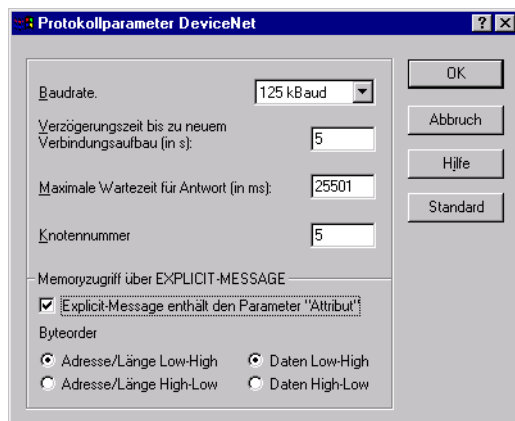 Protokollparameter DeviceNet
Baudrate.
125 kBaud
Verzögerungszeit bis zu neuem
Verbindungsaufbau (in s):
5
Maximale Wartezeit für Antwort (in ms):
25501
Knotennummer
5
Memoryzugriff über EXPLICIT-MESSAGE
Explicit-Message enthält den Parameter "Attribut"
Byteorder
Adresse/Länge Low-High
Daten Low-High
Adresse/Länge High-Low
Daten High-Low
OK
Abbruch
Hilfe
Standard